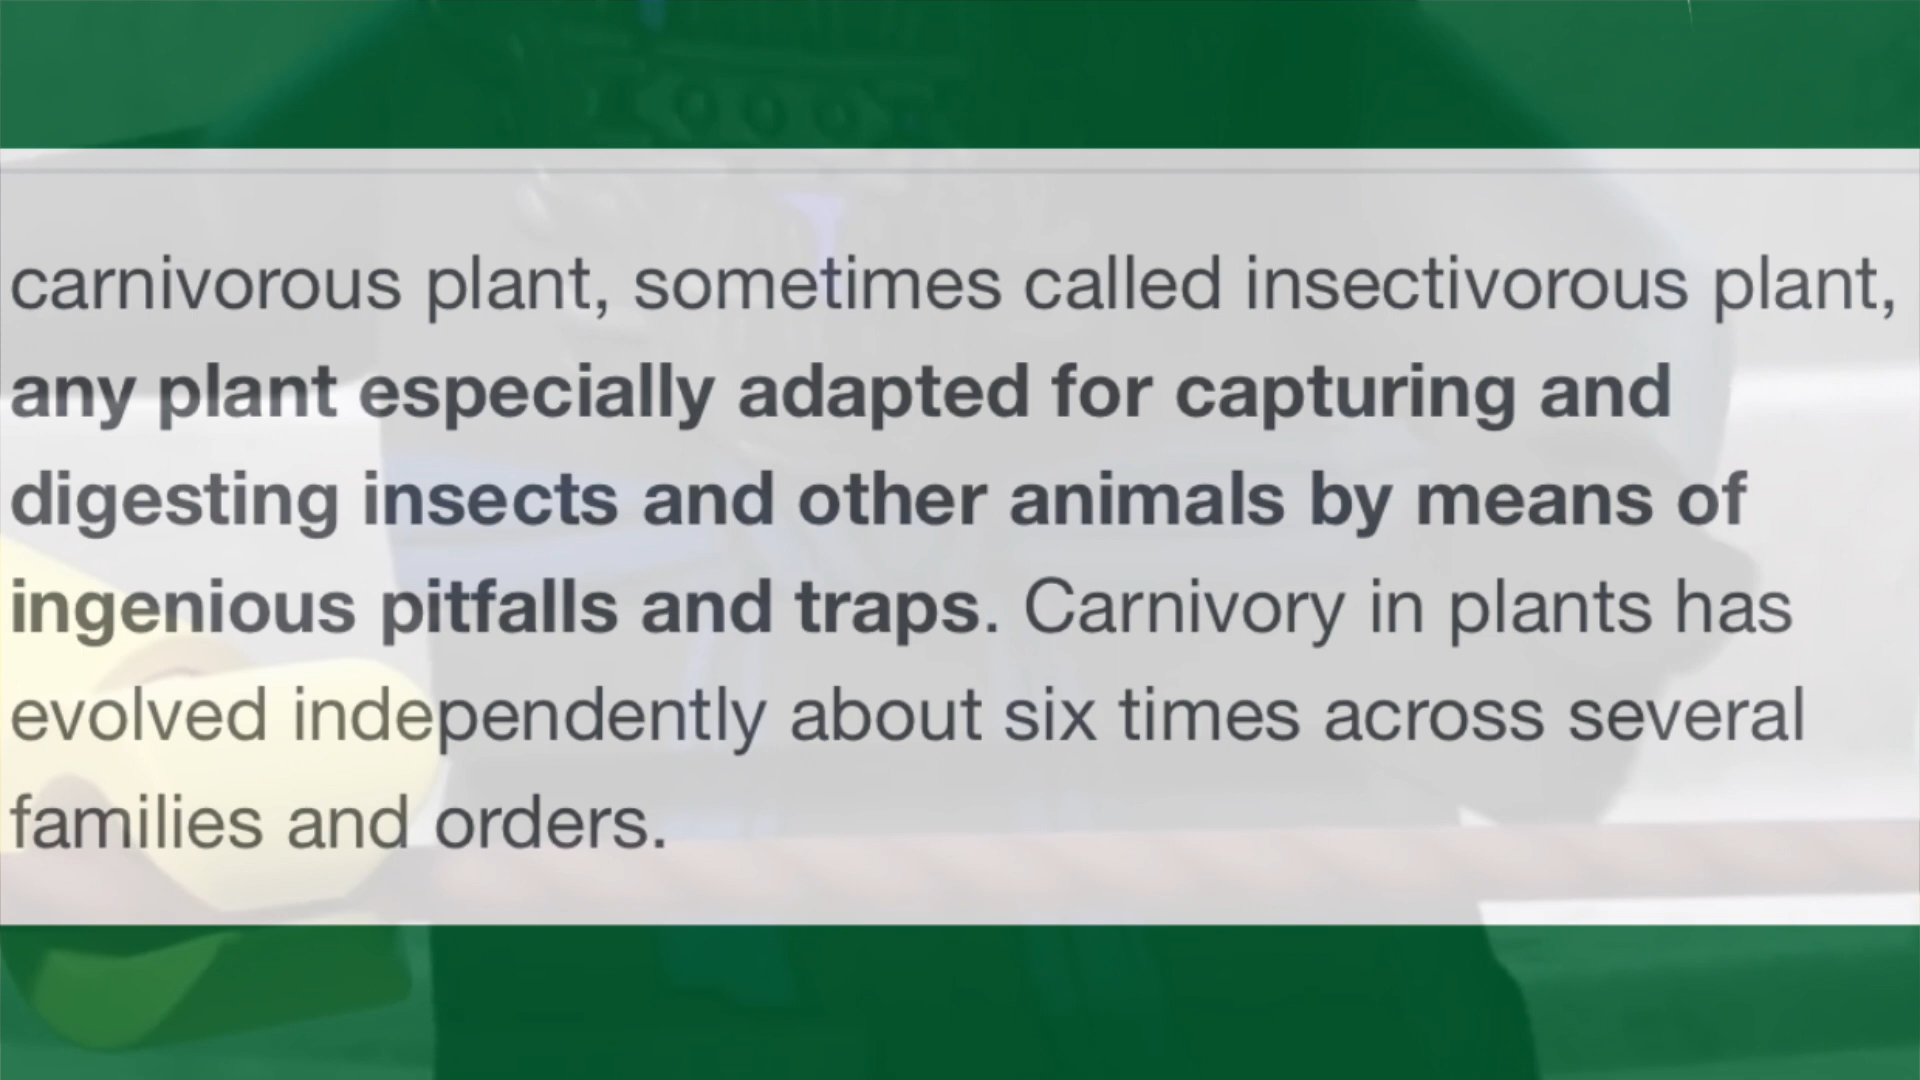 carnivorous plant, sometimes called insectivorous plant,
any plant especially adapted for capturing and
digesting insects and other animals by means of
ingenious pitfalls and traps. Carnivory in plants has
evolved independently about six times across several
families and orders.